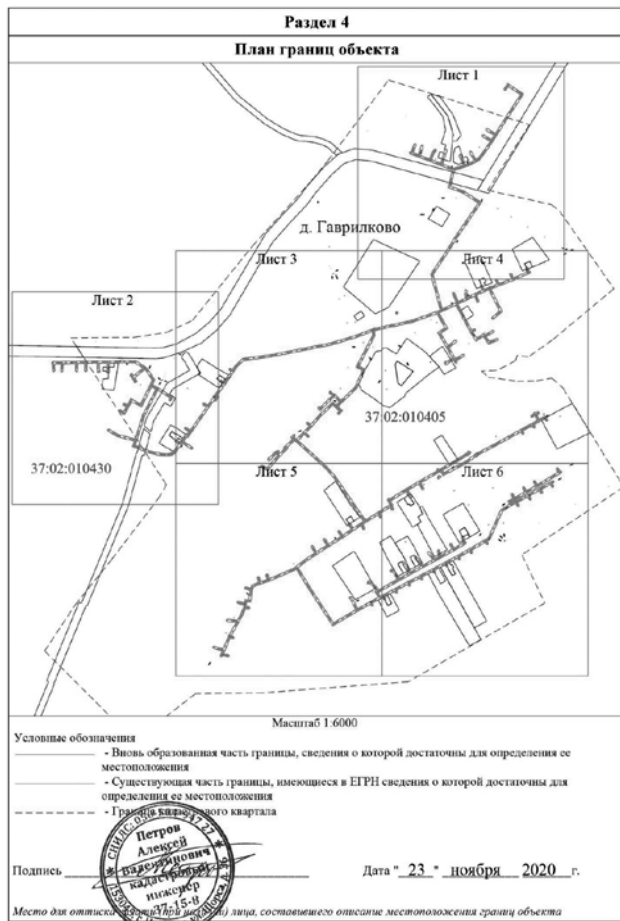 Раздел 4
План границ объекта
Лист 1
д. Гаврилково
Лист 3
Лист 4
Лист 2
37:02:010405
37:02:010430
Лист 5
Лист 6
Масштаб 1:6000
Условные обозначения
- Вновь образованная часть границы, сведения о которой достаточны для определения ее
местоположения
- Существующая часть границы, имеющиеся в ЕГРН сведения о которой достаточны для
определения ее местоположения
- Граница кадастрового квартала
СНИЛС:
Петров
Алексей
Валентинович
кадастровый
инженер
37-15-8
Подпись
Дата "23" ноября 2020 г.
Место для оттиска печати (при наличии) лица, составившего описание местоположения границ объекта